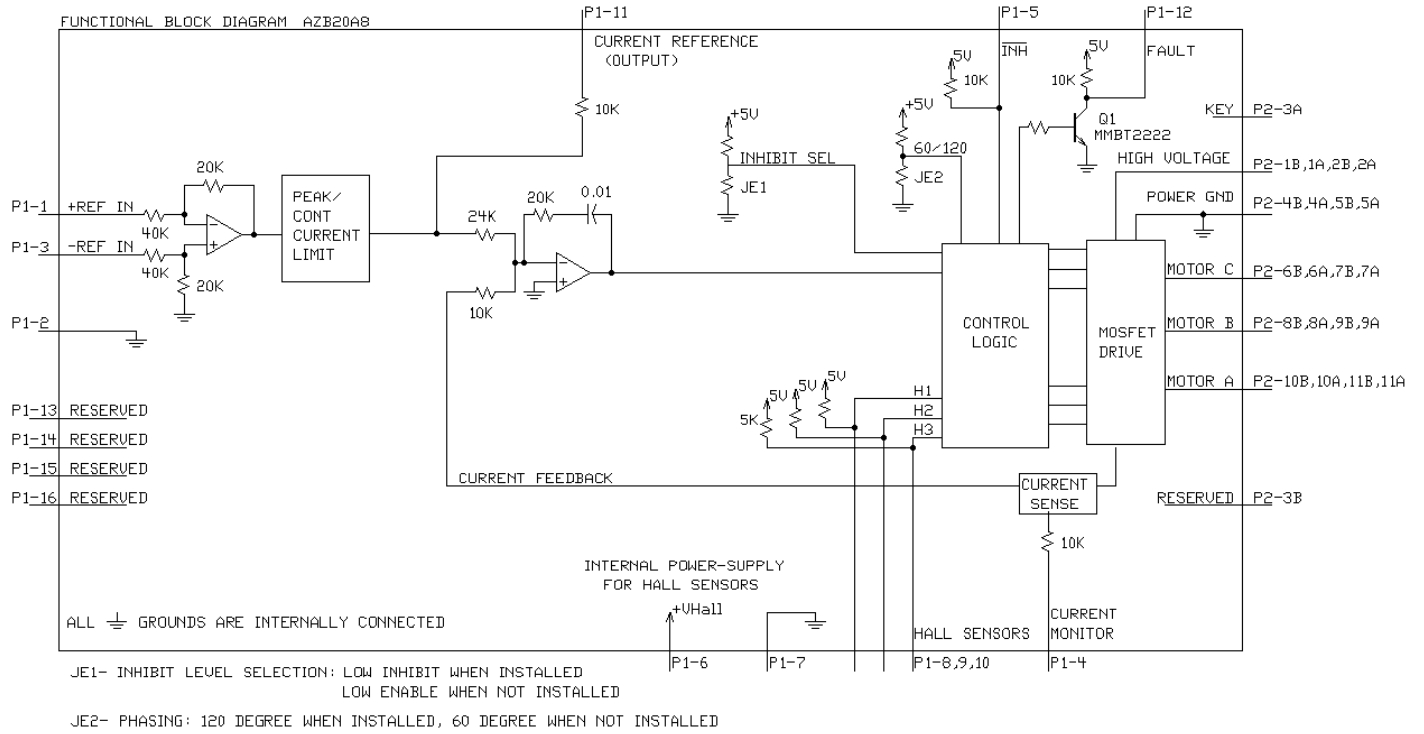 P1-11
P1-5
P1-12
FUNCTIONAL BLOCK DIAGRAM AZB20A8
CURRENT REFERENCE
(OUTPUT)
INH
FAULT
5V
10K
5V
10K
10K
+5V
+5V
Q1
MMBT2222
KEY P2-3A
INHIBIT SEL
JE1
60/120
JE2
HIGH VOLTAGE P2-1B,1A,2B,2A
POWER GND P2-4B,4A,5B,5A
20K
P1-1 +REF IN
40K
P1-3 -REF IN
40K
20K
PEAK/
CONT
CURRENT
LIMIT
24K
20K
0.01
10K
P1-2
CONTROL
LOGIC
MOSFET
DRIVE
MOTOR C P2-6B,6A,7B,7A
MOTOR B P2-8B,8A,9B,9A
MOTOR A P2-10B,10A,11B,11A
5V
5V
5V
5K
H1
H2
H3
P1-13 RESERVED
P1-14 RESERVED
P1-15 RESERVED
P1-16 RESERVED
CURRENT FEEDBACK
CURRENT
SENSE
RESERVED P2-3B
10K
INTERNAL POWER-SUPPLY
FOR HALL SENSORS
+VHall
ALL GROUNDS ARE INTERNALLY CONNECTED
HALL SENSORS
CURRENT
MONITOR
P1-6
P1-7
P1-8,9,10
P1-4
JE1- INHIBIT LEVEL SELECTION: LOW INHIBIT WHEN INSTALLED
LOW ENABLE WHEN NOT INSTALLED
JE2- PHASING: 120 DEGREE WHEN INSTALLED, 60 DEGREE WHEN NOT INSTALLED